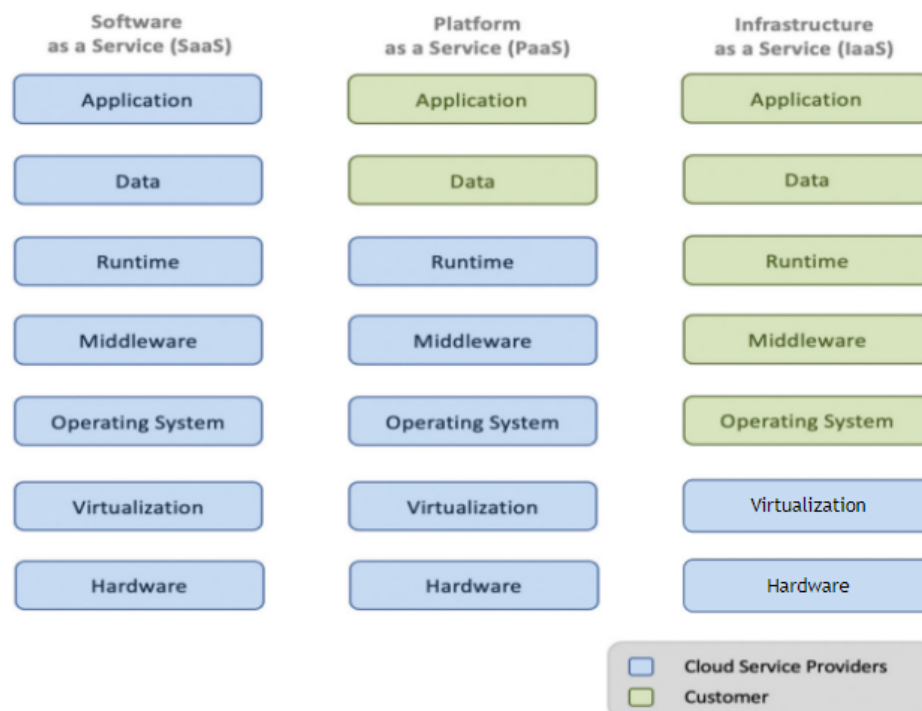 Software
as a Service (SaaS)
Platform
as a Service (PaaS)
Infrastructure
as a Service (IaaS)
Application
Application
Application
Data
Data
Data
Runtime
Runtime
Runtime
Middleware
Middleware
Middleware
Operating System
Operating System
Operating System
Virtualization
Virtualization
Virtualization
Hardware
Hardware
Hardware
Cloud Service Providers
Customer